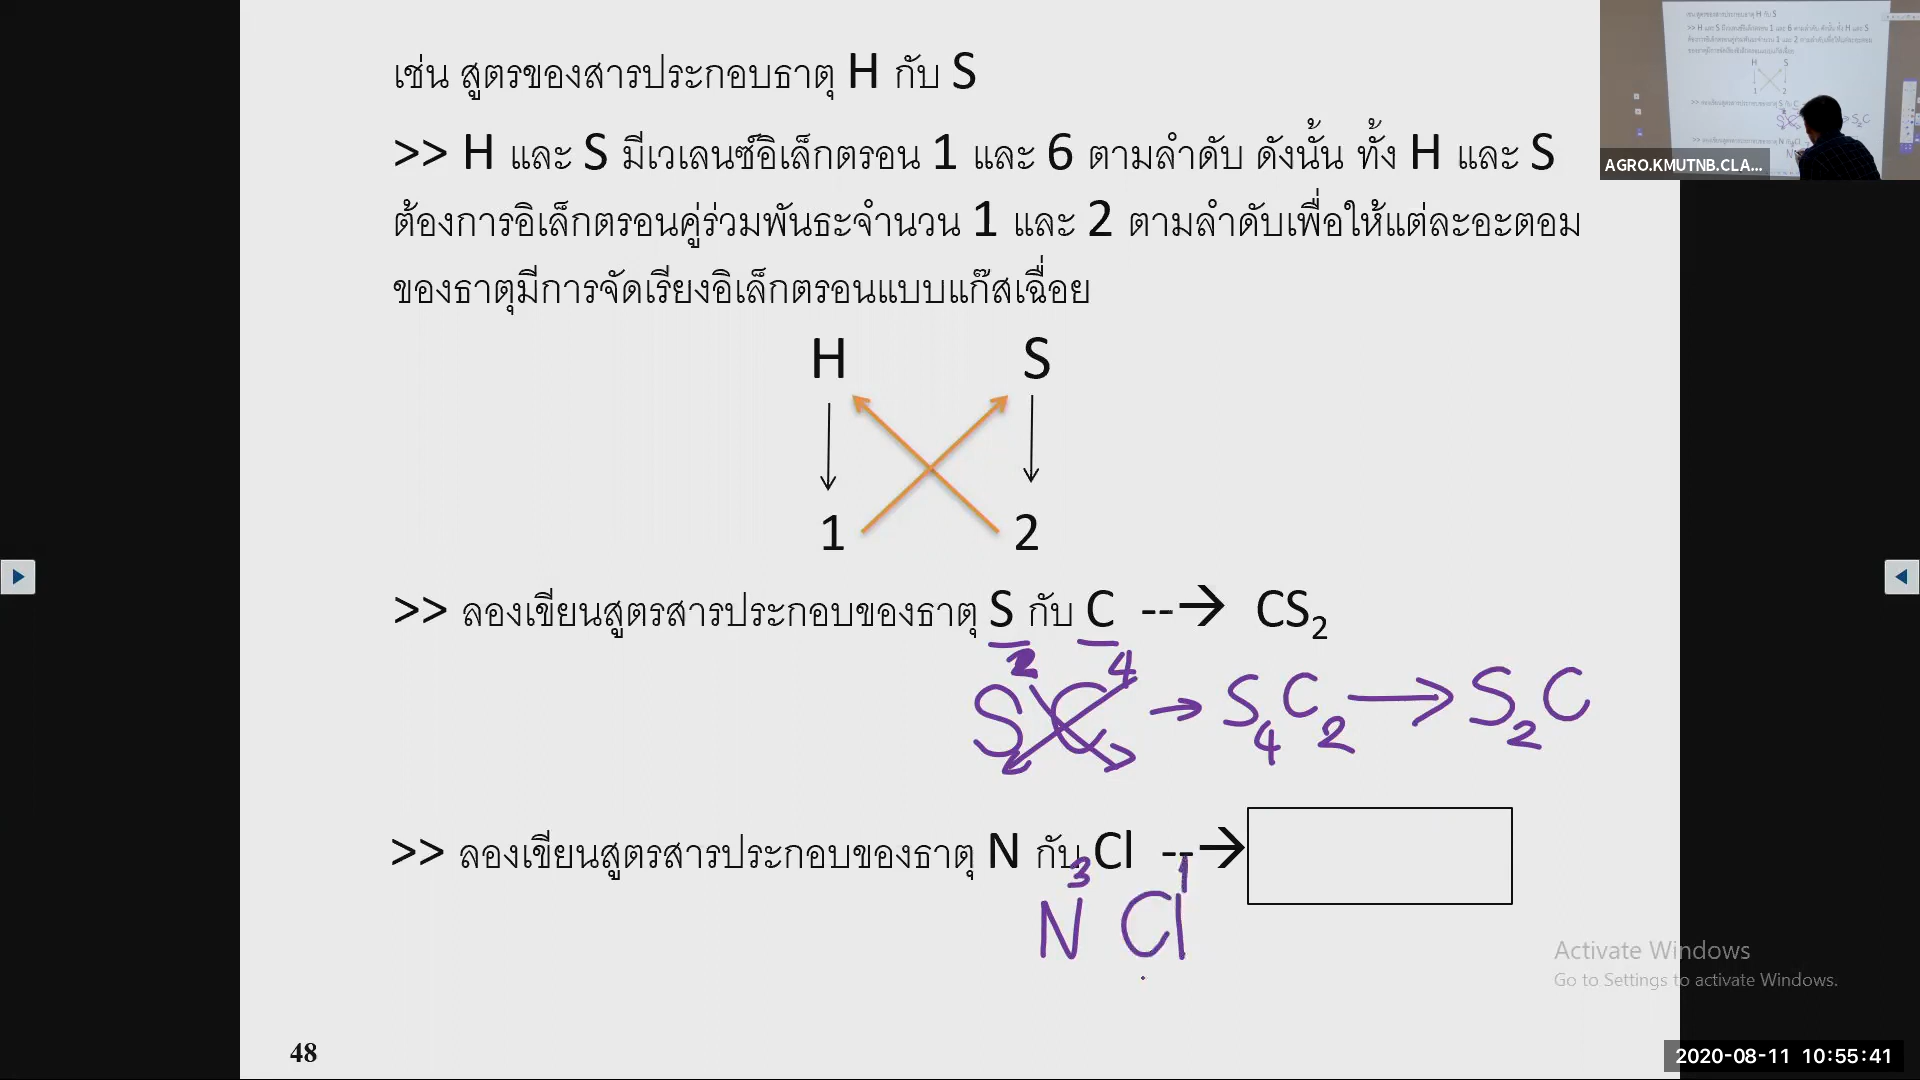 เช่น สูตรของสารประกอบธาตุ H กับ S
>> H และ S มีเวเลนซ์อิเล็กตรอน 1 และ 6 ตามลำดับ ดังนั้น ทั้ง H และ S
ต้องการอิเล็กตรอนคู่ร่วมพันธะจำนวน 1 และ 2 ตามลำดับเพื่อให้แต่ละอะตอม
ของธาตุมีการจัดเรียงอิเล็กตรอนแบบแก๊สเฉื่อย
AGRO.KMUTNB.CLA...
H S
1 2
>> ลองเขียนสูตรสารประกอบของธาตุ S กับ C --→ CS₂
2 4
S C → S₄C₂ → S₂C
>> ลองเขียนสูตรสารประกอบของธาตุ N กับ Cl --→
3 1
N Cl
Activate Windows
Go to Settings to activate Windows.
48
2020-08-11 10:55:41